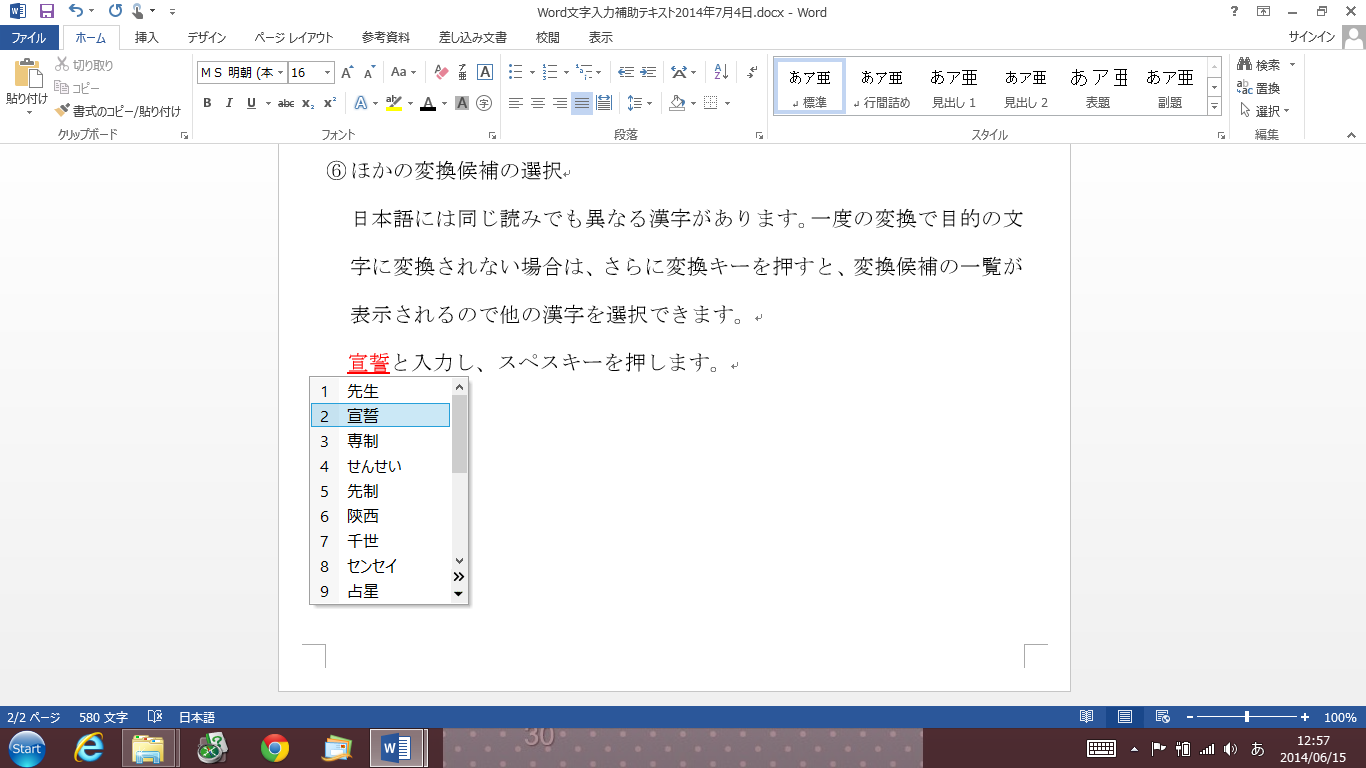 Word文字入力補助テキスト2014年7月4日.docx - Word
ファイル ホーム 挿入 デザイン ページ レイアウト 参考資料 差し込み文書 校閲 表示 サインイン
貼り付け 切り取り コピー 書式のコピー/貼り付け
クリップボード
ＭＳ 明朝 (本 16
フォント
段落
あア亜 標準
あア亜 行間詰め
あア亜 見出し 1
あア亜 見出し 2
あア亜 表題
あア亜 副題
スタイル
検索
置換
選択
編集
⑥ほかの変換候補の選択
日本語には同じ読みでも異なる漢字があります。一度の変換で目的の文
字に変換されない場合は、さらに変換キーを押すと、変換候補の一覧が
表示されるので他の漢字を選択できます。
宣誓と入力し、スペスキーを押します。
1 先生
2 宣誓
3 専制
4 せんせい
5 先制
6 陝西
7 千世
8 センセイ
9 占星
2/2 ページ 580 文字 日本語 100%
Start 30 あ 12:57
2014/06/15